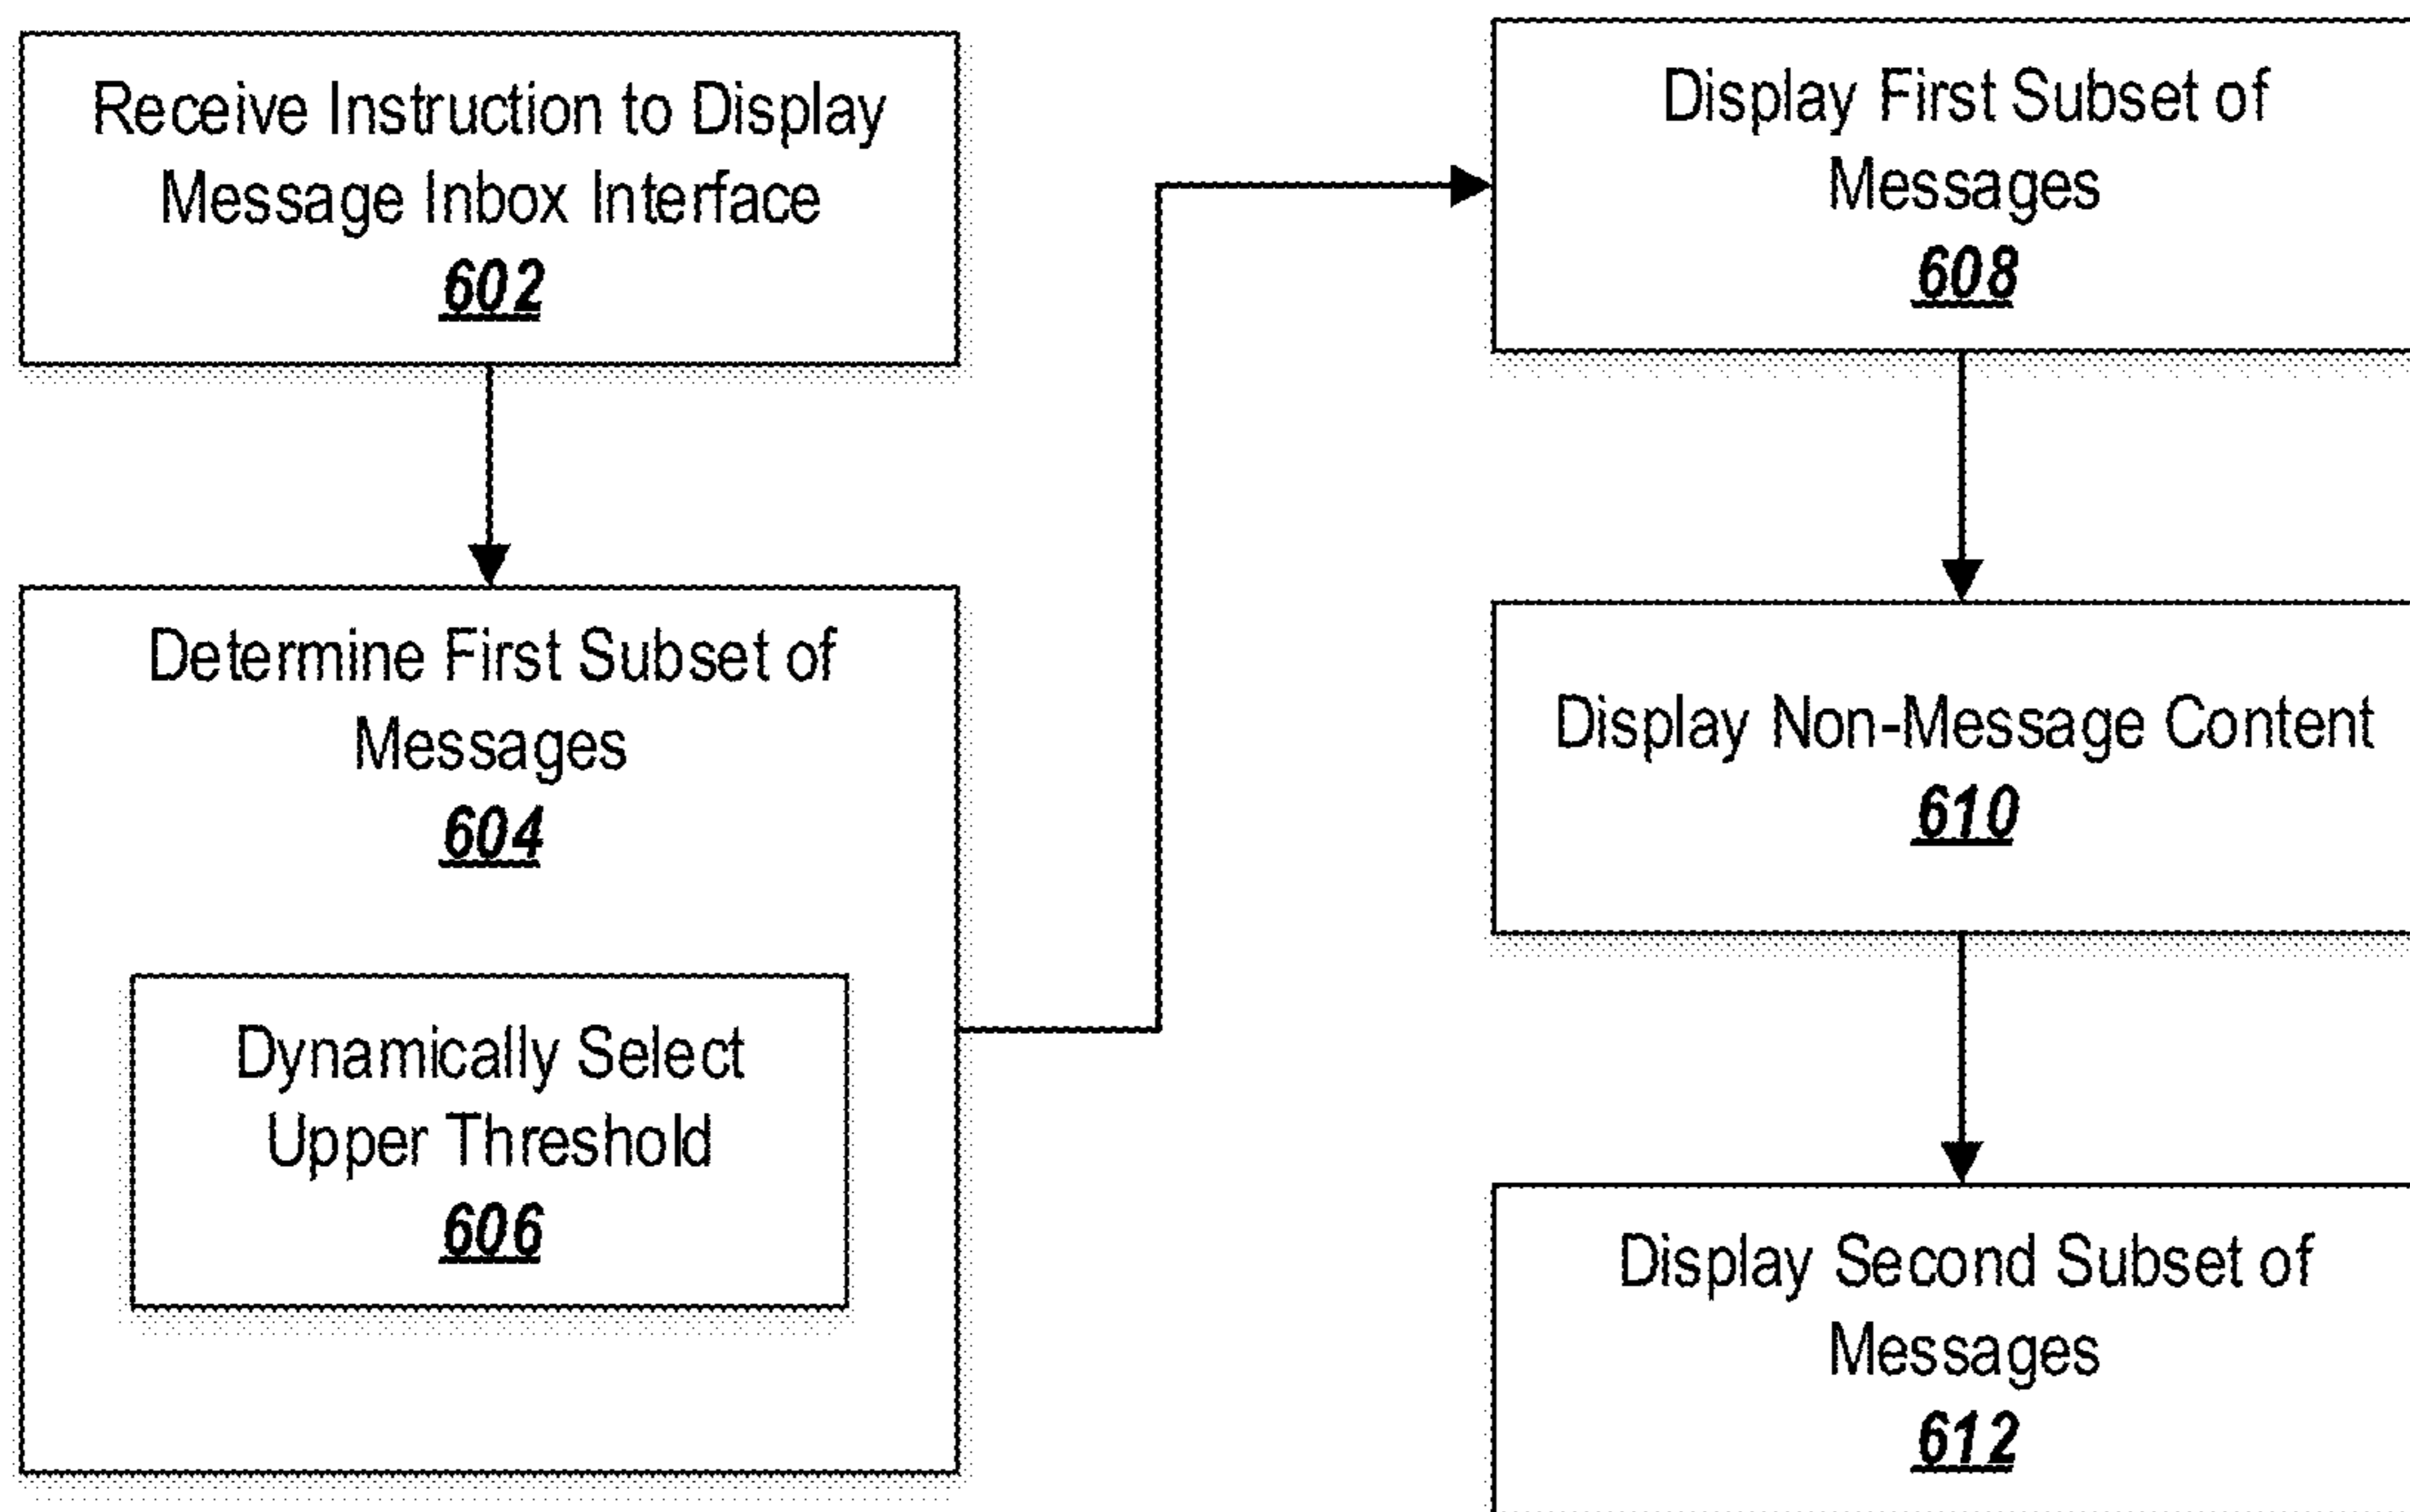 Receive Instruction to Display
Message Inbox Interface
602
Determine First Subset of
Messages
604
Dynamically Select
Upper Threshold
606
Display First Subset of
Messages
608
Display Non-Message Content
610
Display Second Subset of
Messages
612